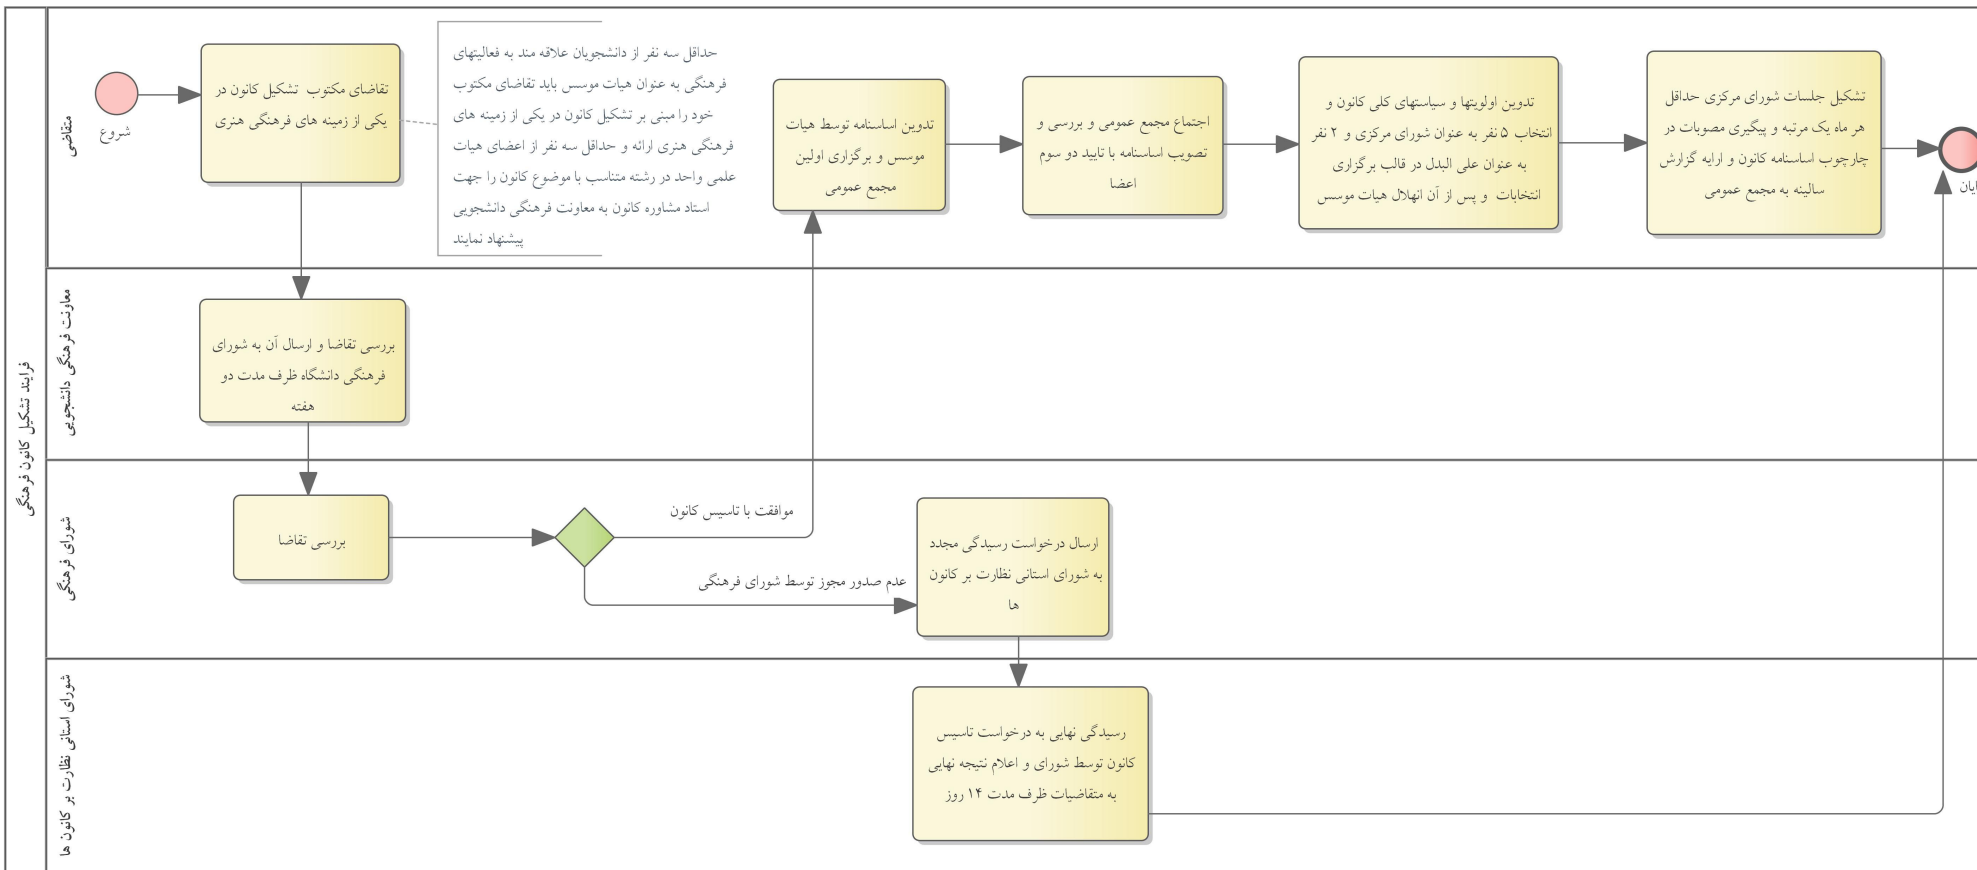 فرایند تشکیل کانون فرهنگی
متقاضی
شروع
تقاضای مکتوب تشکیل کانون در
یکی از زمینه های فرهنگی هنری
حداقل سه نفر از دانشجویان علاقه مند به فعالیتهای
فرهنگی به عنوان هیات موسس باید تقاضای مکتوب
خود را مبنی بر تشکیل کانون در یکی از زمینه های
فرهنگی هنری ارائه و حداقل سه نفر از اعضای هیات
علمی واحد در رشته متناسب با موضوع کانون را جهت
استاد مشاوره کانون به معاونت فرهنگی دانشجویی
پیشنهاد نمایند
تدوین اساسنامه توسط هیات
موسس و برگزاری اولین
مجمع عمومی
اجتماع مجمع عمومی و بررسی و
تصویب اساسنامه با تایید دو سوم
اعضا
تدوین اولویتها و سیاستهای کلی کانون و
انتخاب ۵ نفر به عنوان شورای مرکزی و ۲ نفر
به عنوان علی البدل در قالب برگزاری
انتخابات و پس از آن انهلال هیات موسس
تشکیل جلسات شورای مرکزی حداقل
هر ماه یک مرتبه و پیگیری مصوبات در
چارچوب اساسنامه کانون و ارایه گزارش
سالینه به مجمع عمومی
ایان
معاونت فرهنگی دانشجویی
بررسی تقاضا و ارسال آن به شورای
فرهنگی دانشگاه ظرف مدت دو
هفته
شورای فرهنگی
بررسی تقاضا
موافقت با تاسیس کانون
عدم صدور مجوز توسط شورای فرهنگی
ارسال درخواست رسیدگی مجدد
به شورای استانی نظارت بر کانون
ها
شورای استانی نظارت بر کانون ها
رسیدگی نهایی به درخواست تاسیس
کانون توسط شورای و اعلام نتیجه نهایی
به متقاضیات ظرف مدت ۱۴ روز